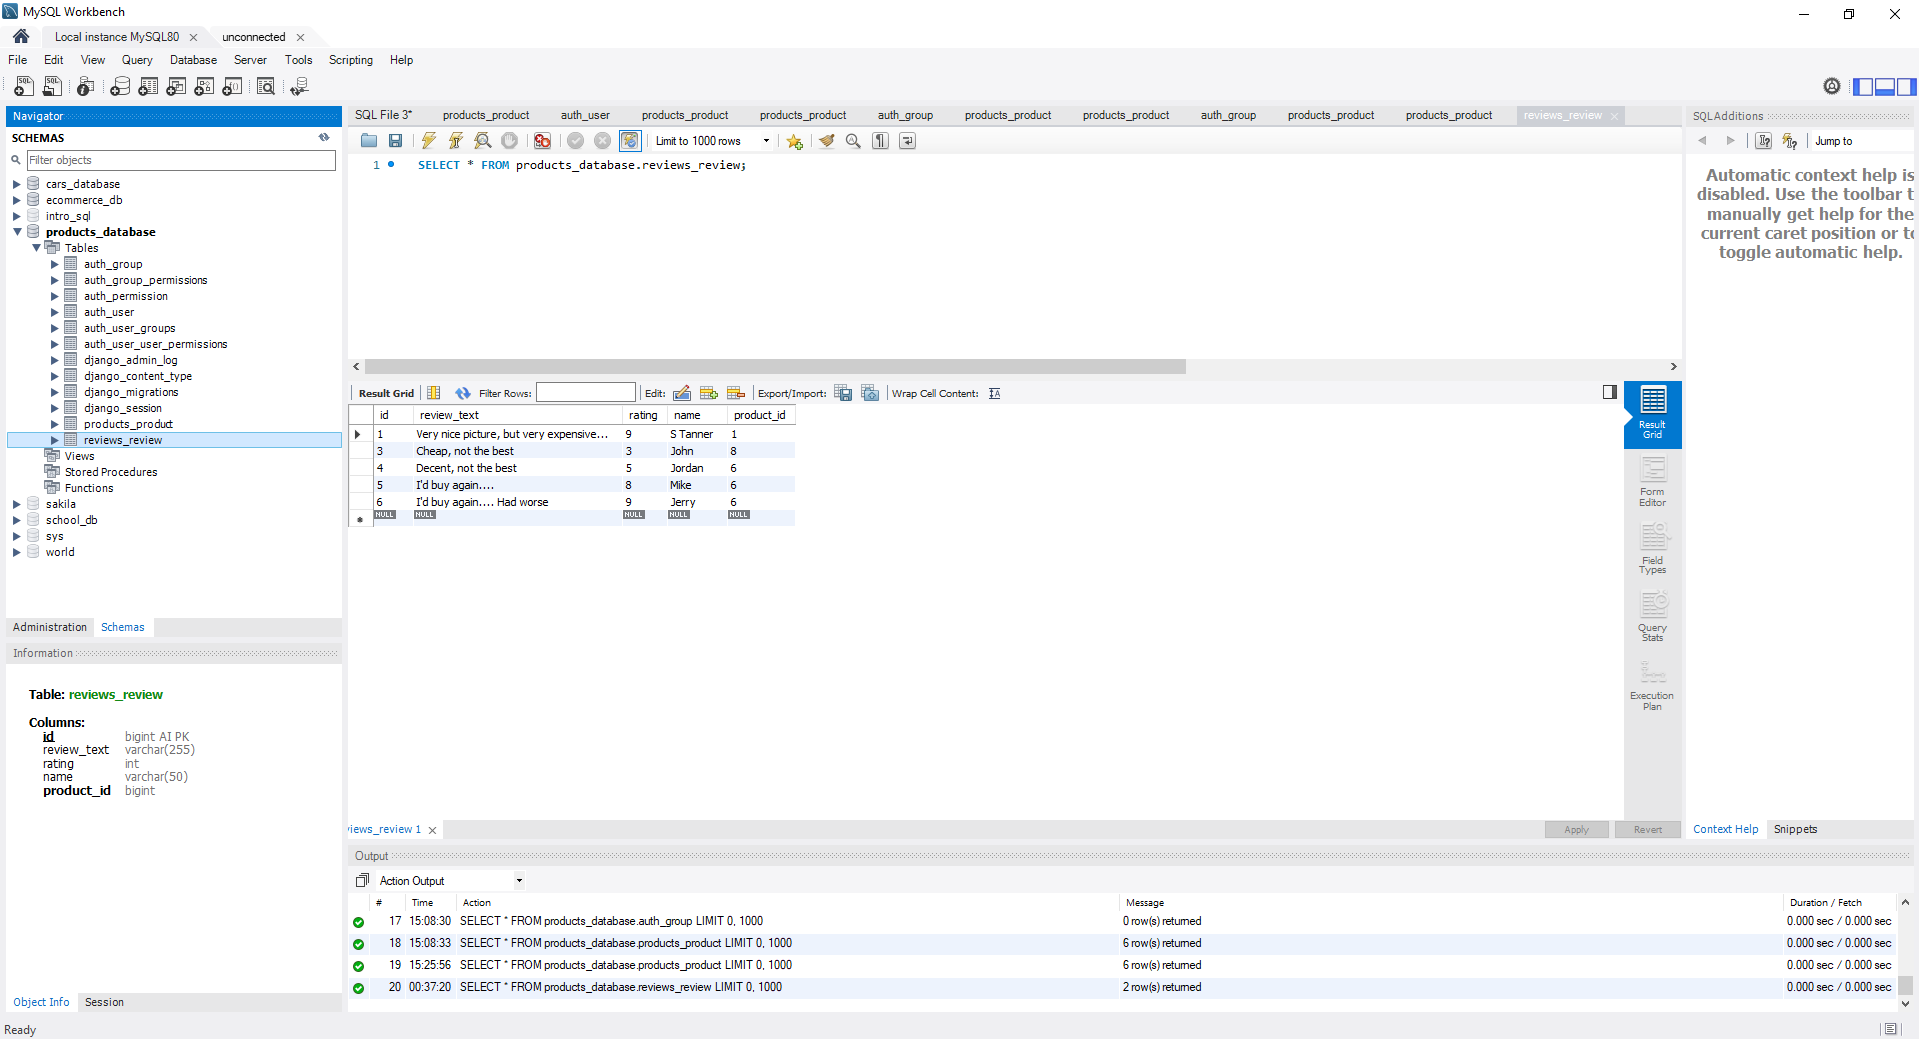 MySQL Workbench
Local instance MySQL80
unconnected
File Edit View Query Database Server Tools Scripting Help
Navigator
SCHEMAS
Filter objects
cars_database
ecommerce_db
intro_sql
products_database
Tables
auth_group
auth_group_permissions
auth_permission
auth_user
auth_user_groups
auth_user_user_permissions
django_admin_log
django_content_type
django_migrations
django_session
products_product
reviews_review
Views
Stored Procedures
Functions
sakila
school_db
sys
world
Administration Schemas
Information
Table: reviews_review
Columns:
id bigint AI PK
review_text varchar(255)
rating int
name varchar(50)
product_id bigint
Object Info Session
Ready
SQL File 3* products_product auth_user products_product products_product auth_group products_product products_product auth_group products_product products_product reviews_review
Limit to 1000 rows
1 SELECT * FROM products_database.reviews_review;
Result Grid Filter Rows: Edit: Export/Import: Wrap Cell Content:
id review_text rating name product_id
1 Very nice picture, but very expensive... 9 S Tanner 1
3 Cheap, not the best 3 John 8
4 Decent, not the best 5 Jordan 6
5 I'd buy again.... 8 Mike 6
6 I'd buy again.... Had worse 9 Jerry 6
NULL NULL NULL NULL NULL
Result Grid
Form Editor
Field Types
Query Stats
Execution Plan
views_review 1
Apply Revert
Output
Action Output
# Time Action Message Duration / Fetch
17 15:08:30 SELECT * FROM products_database.auth_group LIMIT 0, 1000 0 row(s) returned 0.000 sec / 0.000 sec
18 15:08:33 SELECT * FROM products_database.products_product LIMIT 0, 1000 6 row(s) returned 0.000 sec / 0.000 sec
19 15:25:56 SELECT * FROM products_database.products_product LIMIT 0, 1000 6 row(s) returned 0.000 sec / 0.000 sec
20 00:37:20 SELECT * FROM products_database.reviews_review LIMIT 0, 1000 2 row(s) returned 0.000 sec / 0.000 sec
SQLAdditions
Jump to
Automatic context help is
disabled. Use the toolbar t
manually get help for the
current caret position or to
toggle automatic help.
Context Help Snippets